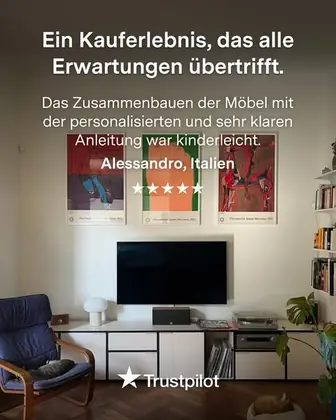 Ein Kauferlebnis, das alle
Erwartungen übertrifft.
Das Zusammenbauen der Möbel mit
der personalisierten und sehr klaren
Anleitung war kinderleicht.
Alessandro, Italien
Trustpilot